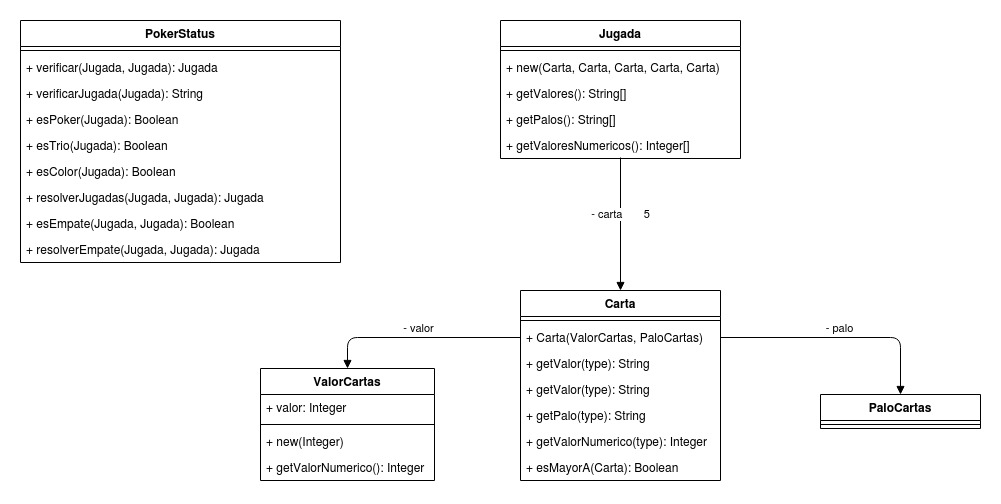 PokerStatus
+ verificar(Jugada, Jugada): Jugada
+ verificarJugada(Jugada): String
+ esPoker(Jugada): Boolean
+ esTrio(Jugada): Boolean
+ esColor(Jugada): Boolean
+ resolverJugadas(Jugada, Jugada): Jugada
+ esEmpate(Jugada, Jugada): Boolean
+ resolverEmpate(Jugada, Jugada): Jugada
Jugada
+ new(Carta, Carta, Carta, Carta, Carta)
+ getValores(): String[]
+ getPalos(): String[]
+ getValoresNumericos(): Integer[]
- carta 5
Carta
+ Carta(ValorCartas, PaloCartas)
+ getValor(type): String
+ getValor(type): String
+ getPalo(type): String
+ getValorNumerico(type): Integer
+ esMayorA(Carta): Boolean
- valor
ValorCartas
+ valor: Integer
+ new(Integer)
+ getValorNumerico(): Integer
- palo
PaloCartas